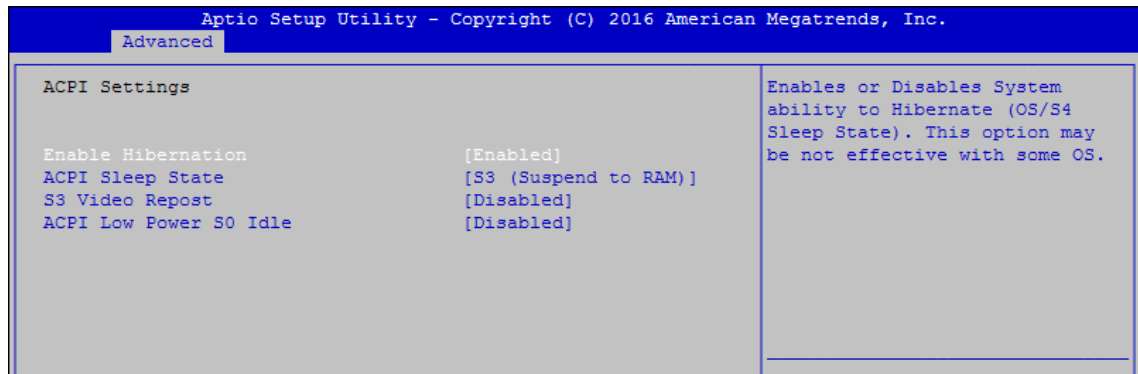 Aptio Setup Utility - Copyright (C) 2016 American Megatrends, Inc.
Advanced
ACPI Settings
Enable Hibernation [Enabled]
ACPI Sleep State [S3 (Suspend to RAM)]
S3 Video Repost [Disabled]
ACPI Low Power S0 Idle [Disabled]
Enables or Disables System
ability to Hibernate (OS/S4
Sleep State). This option may
be not effective with some OS.